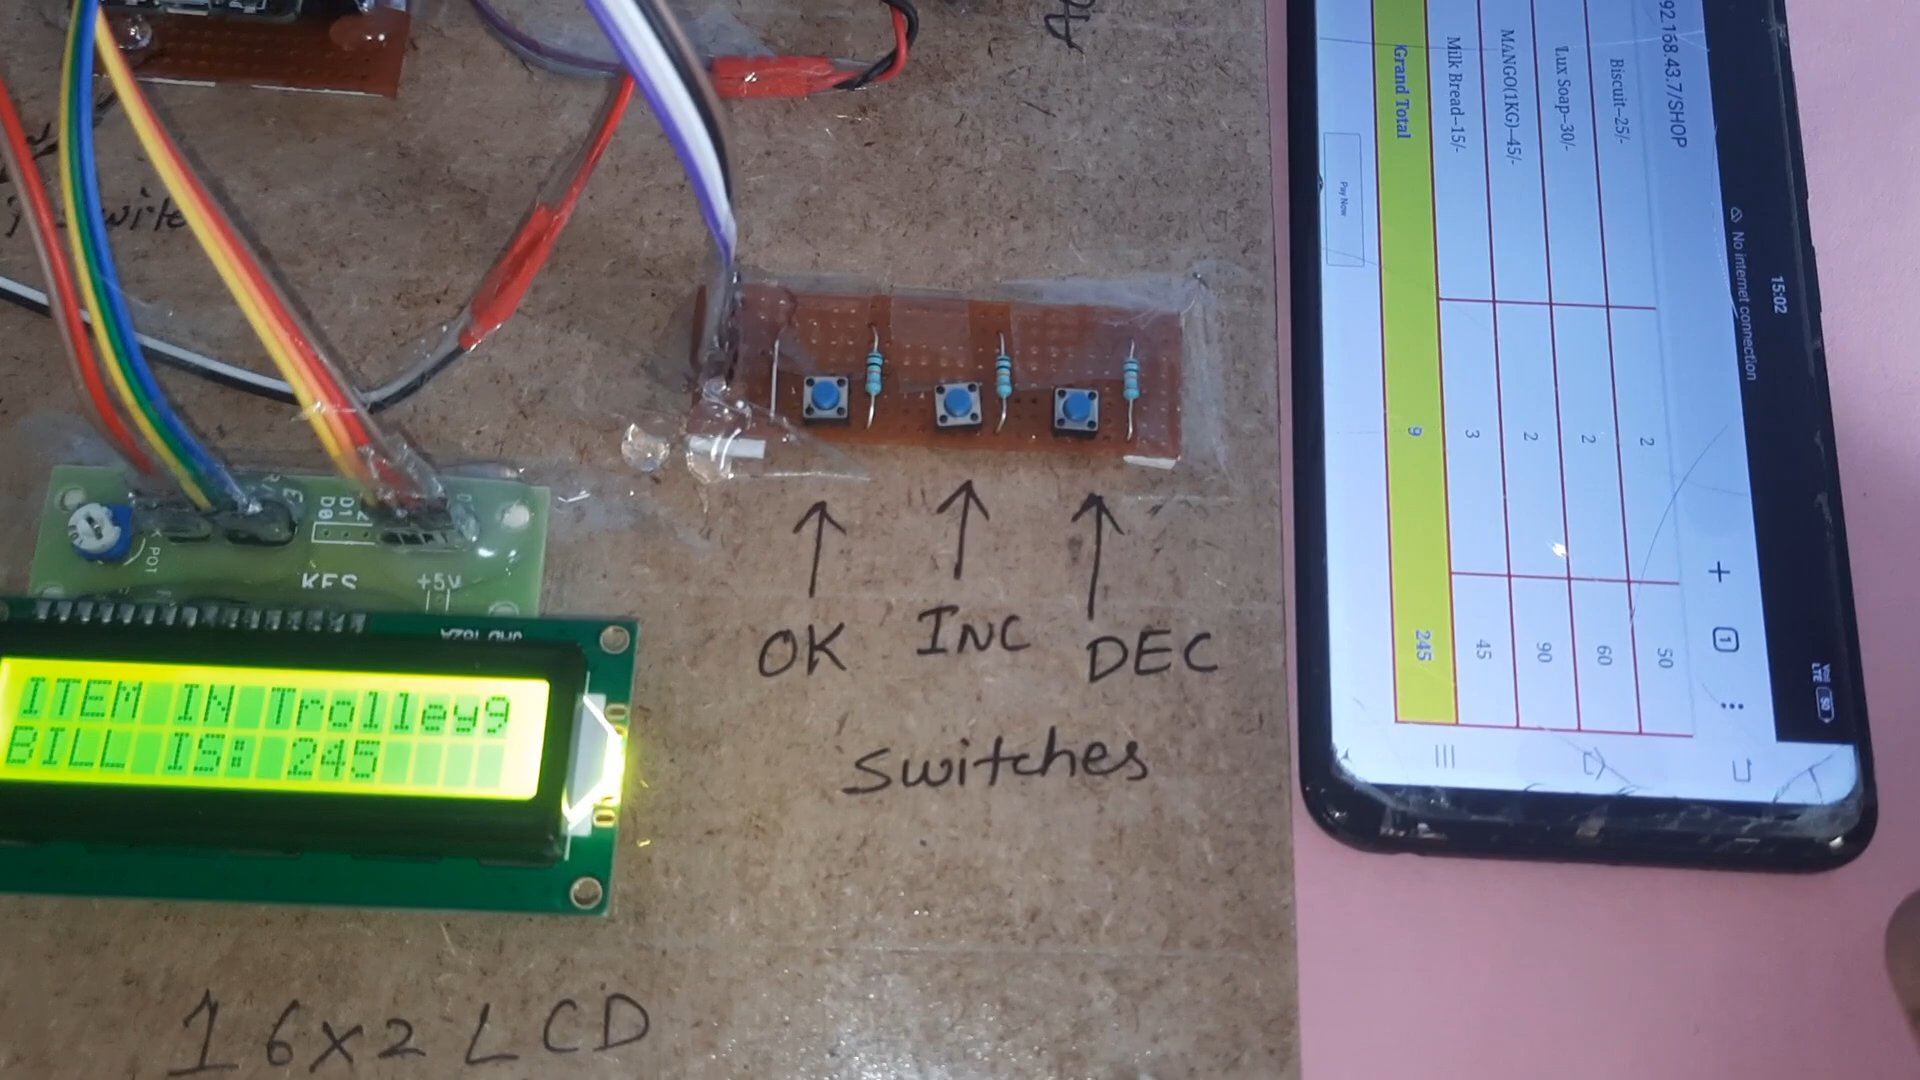 D0
D1
E
POT
KFS
+5V
ITEM IN Trolley9
BILL IS: 245
16x2 LCD
OK
INC
DEC
Switches
15:02
No internet connection
92.168.43.7/SHOP
1
Biscuit-25/- 2 50
Lux Soap-30/- 2 60
MANGO(1KG)-45/- 2 90
Milk Bread-15/- 3 45
Grand Total 9 245
Pay Now